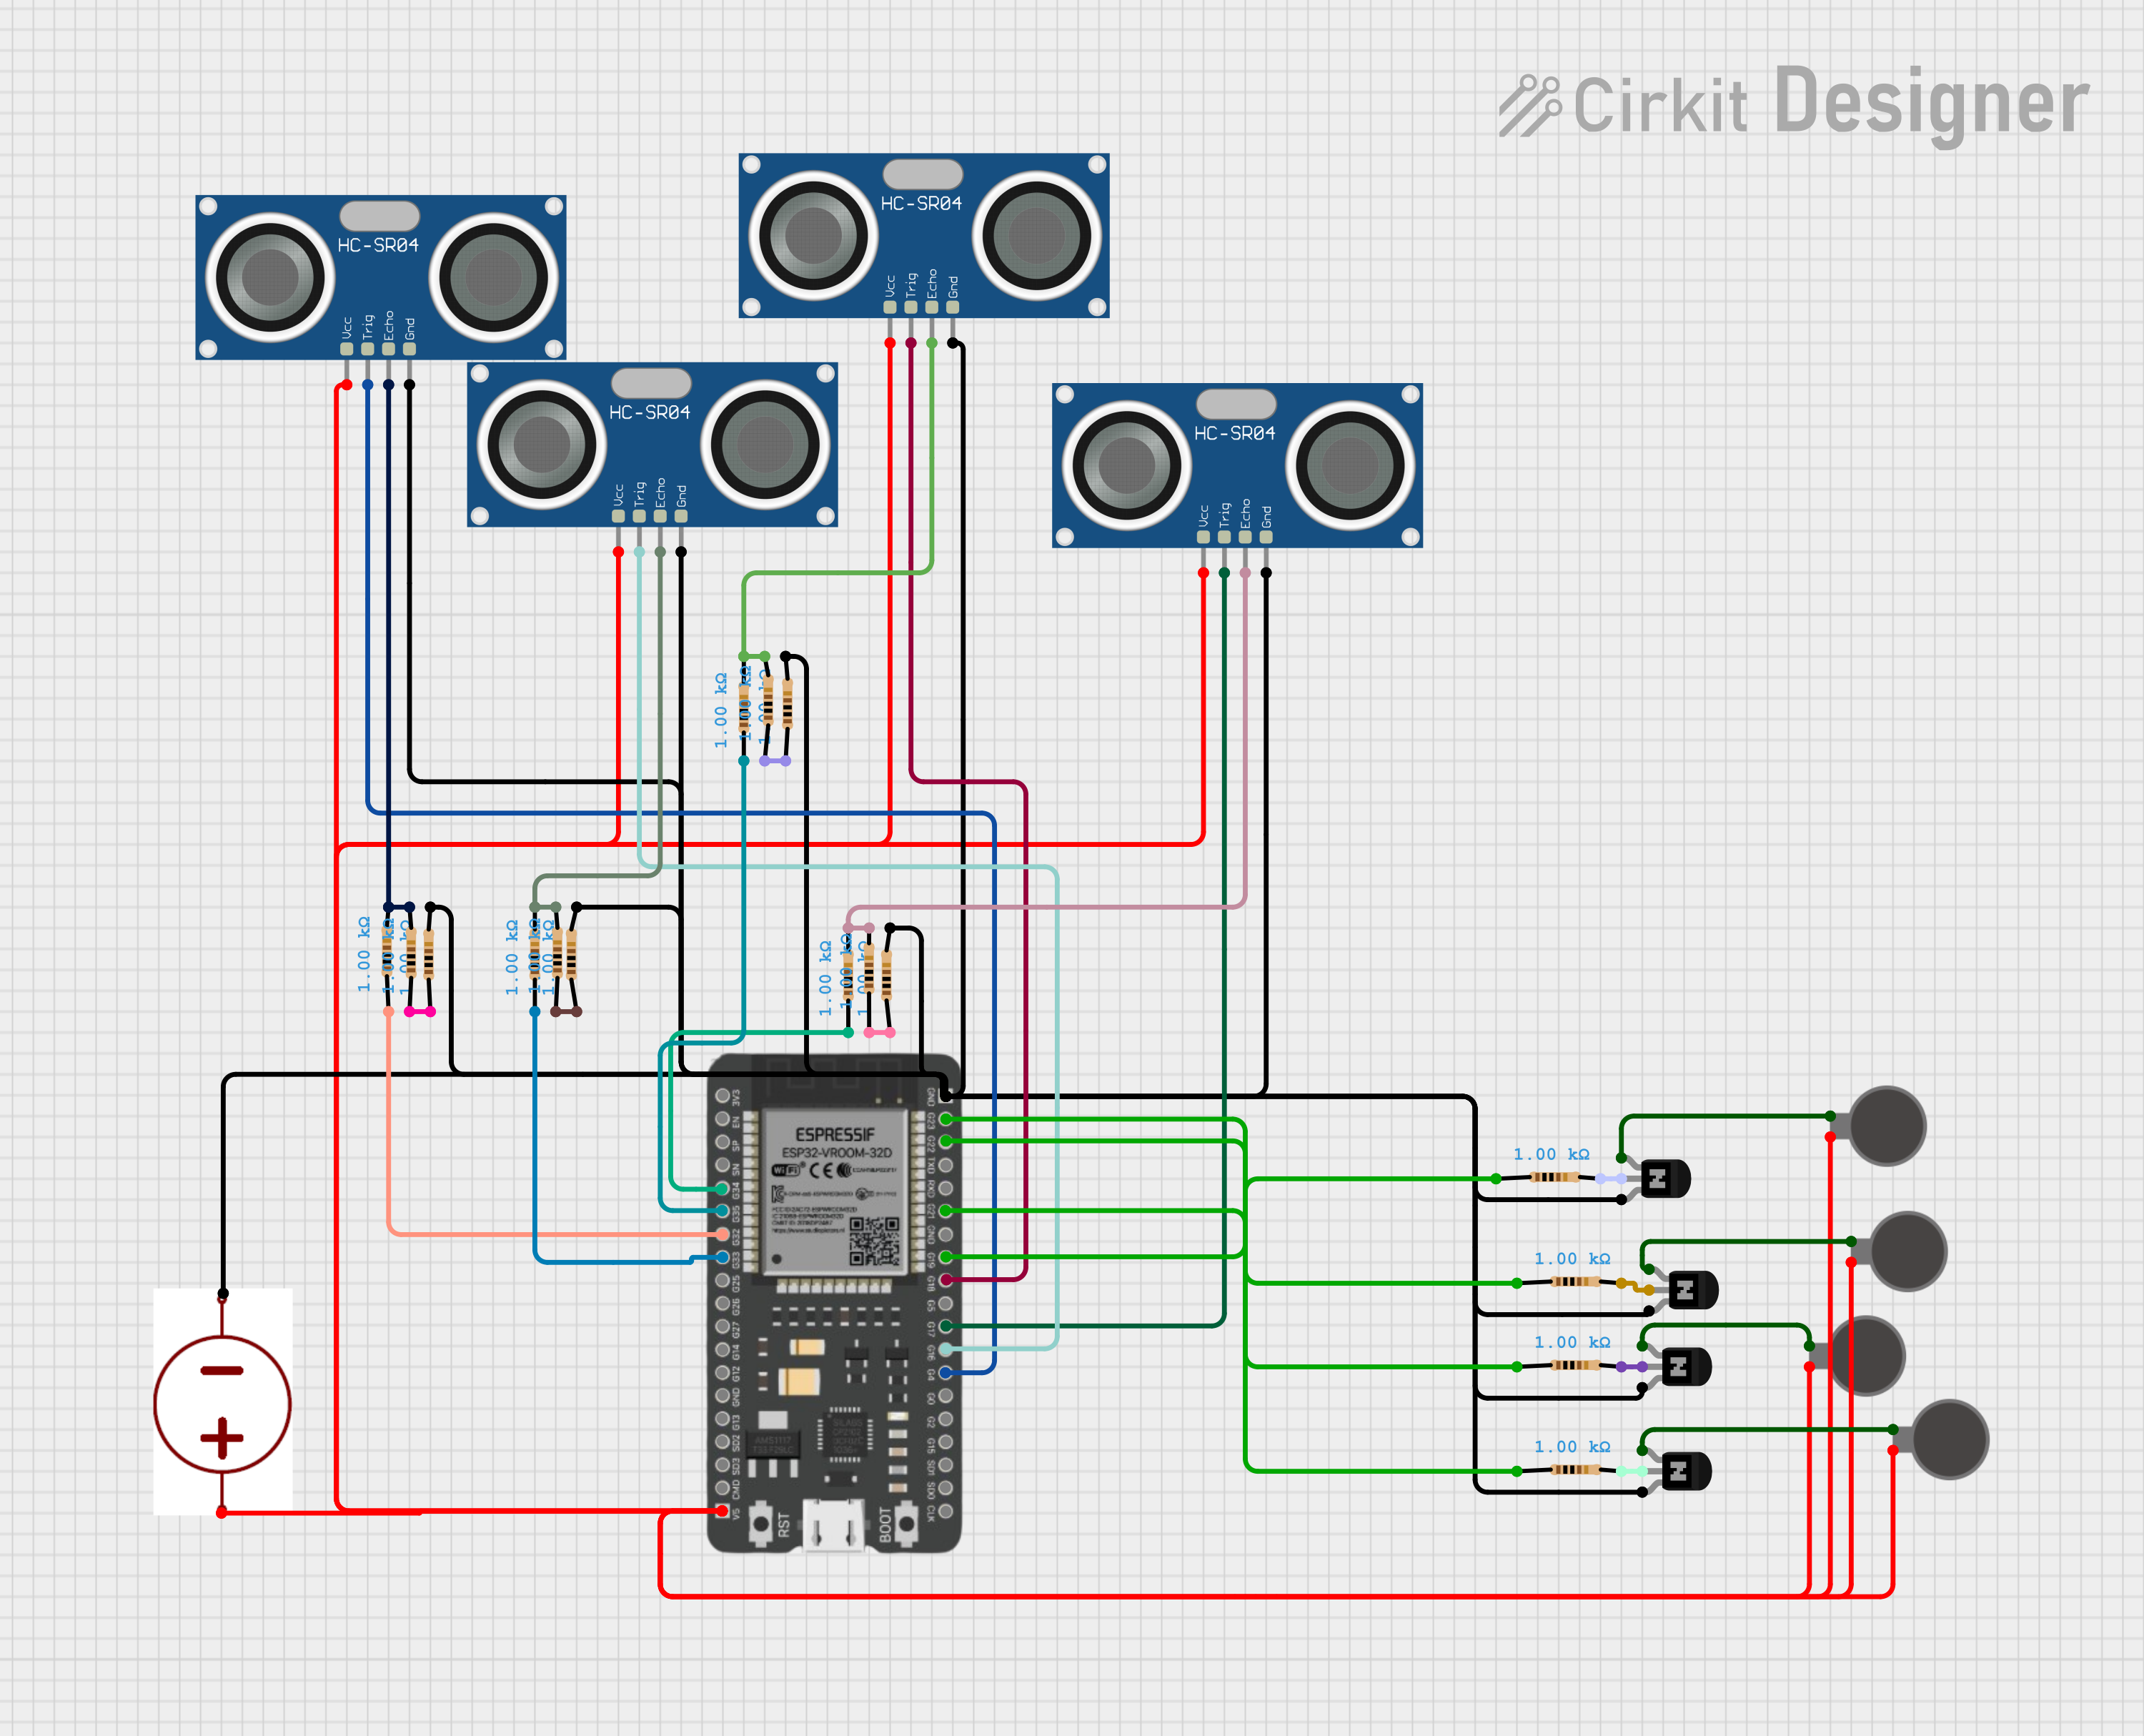 Cirkit Designer
HC-SR04
Vcc
Trig
Echo
Gnd
HC-SR04
Vcc
Trig
Echo
Gnd
HC-SR04
Vcc
Trig
Echo
Gnd
HC-SR04
Vcc
Trig
Echo
Gnd
1.00 kΩ
1.00 kΩ
1.00 kΩ
1.00 kΩ
1.00 kΩ
1.00 kΩ
1.00 kΩ
1.00 kΩ
1.00 kΩ
1.00 kΩ
1.00 kΩ
1.00 kΩ
3V3
EN
SP
SN
G34
G35
G32
G33
G25
G26
G27
G14
G12
GND
G13
SD2
SD3
CMD
V5
ESPRESSIF
ESP32-WROOM-32D
WiFi
CE
GND
G23
G22
TXD
RXD
G21
GND
G19
G18
G5
G17
G16
G4
G0
G2
G15
SD1
SD0
CLK
AMS1117
RST
BOOT
1.00 kΩ
N
1.00 kΩ
N
1.00 kΩ
N
1.00 kΩ
N